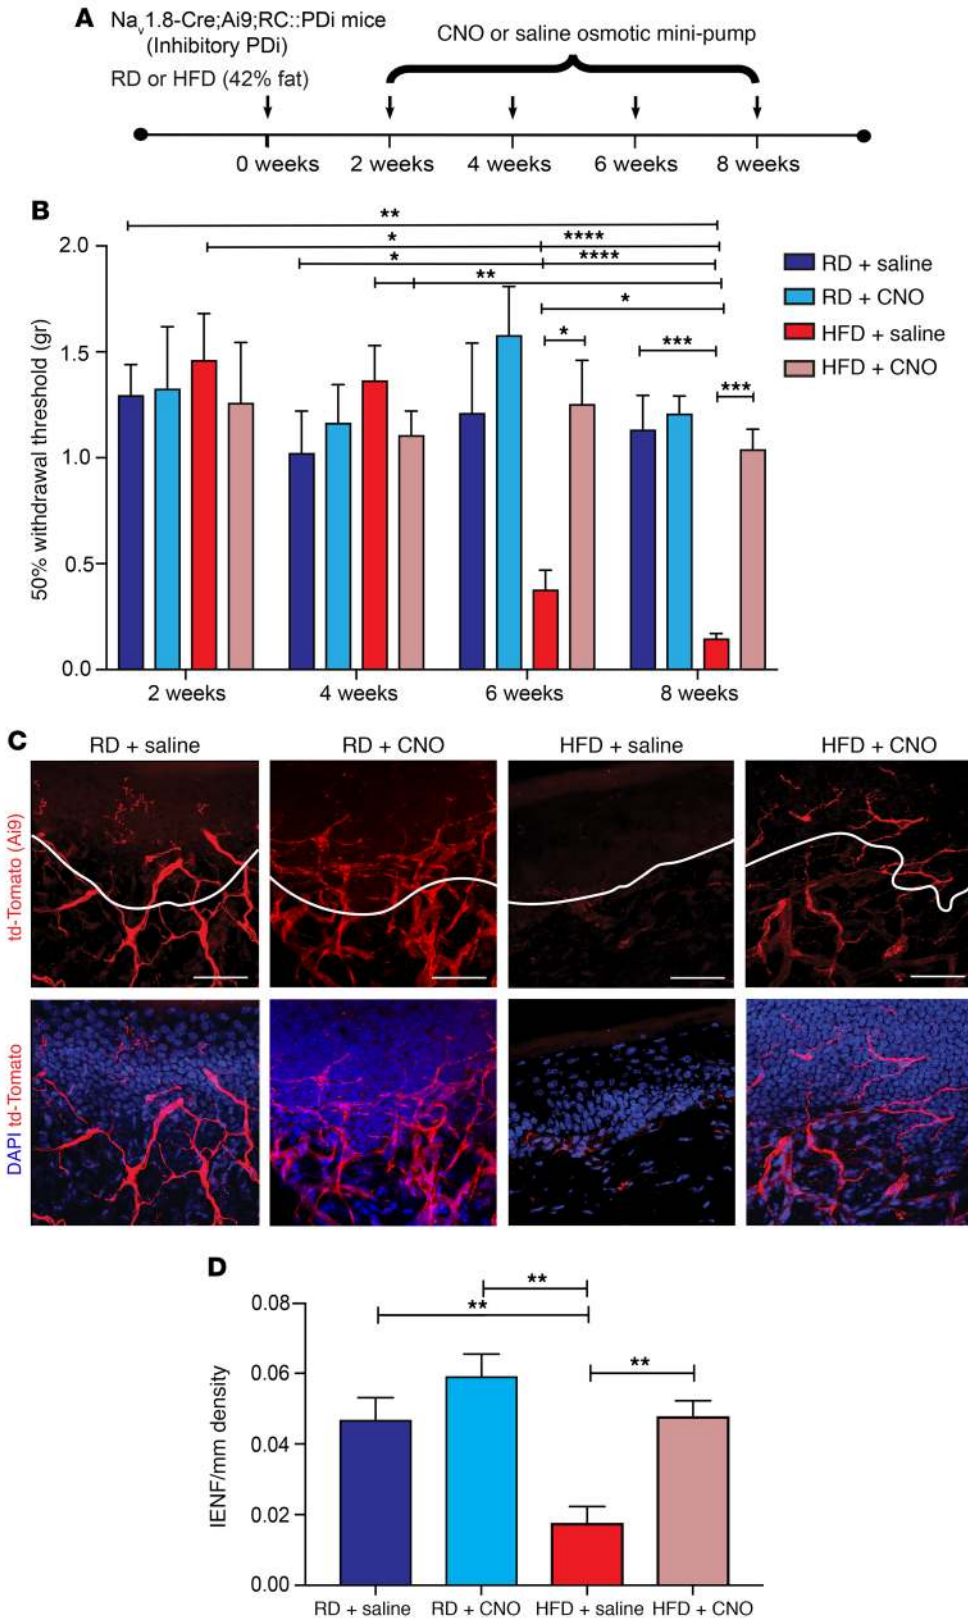 A
Nav1.8-Cre;Ai9;RC::PDi mice
(Inhibitory PDi)
RD or HFD (42% fat)
CNO or saline osmotic mini-pump
0 weeks 2 weeks 4 weeks 6 weeks 8 weeks
B
50% withdrawal threshold (gr)
2.0
1.5
1.0
0.5
0.0
**
* ****
* ****
**
*
* ***
***
RD + saline
RD + CNO
HFD + saline
HFD + CNO
2 weeks 4 weeks 6 weeks 8 weeks
C
RD + saline RD + CNO HFD + saline HFD + CNO
td-Tomato (Ai9)
DAPI td-Tomato
D
IENF/mm density
0.08
0.06
0.04
0.02
0.00
**
**
**
RD + saline RD + CNO HFD + saline HFD + CNO